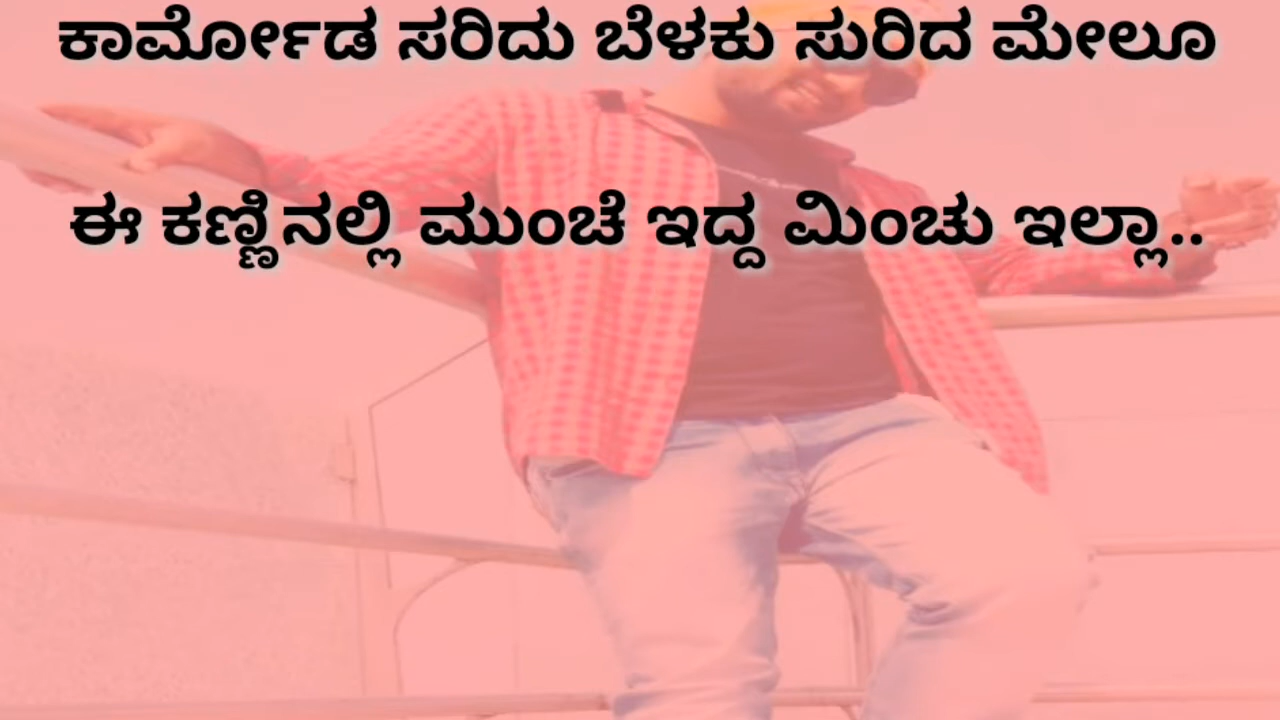 ಕಾರ್ಮೋಡ ಸರಿದು ಬೆಳಕು ಸುರಿದ ಮೇಲೂ
ಈ ಕಣ್ಣಿನಲ್ಲಿ ಮುಂಚೆ ಇದ್ದ ಮಿಂಚು ಇಲ್ಲಾ..